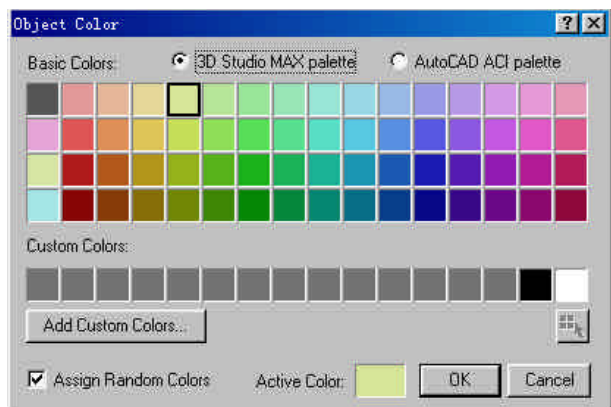 Object Color
Basic Colors: 3D Studio MAX palette AutoCAD ACI palette
Custom Colors:
Add Custom Colors...
Assign Random Colors Active Color: OK Cancel